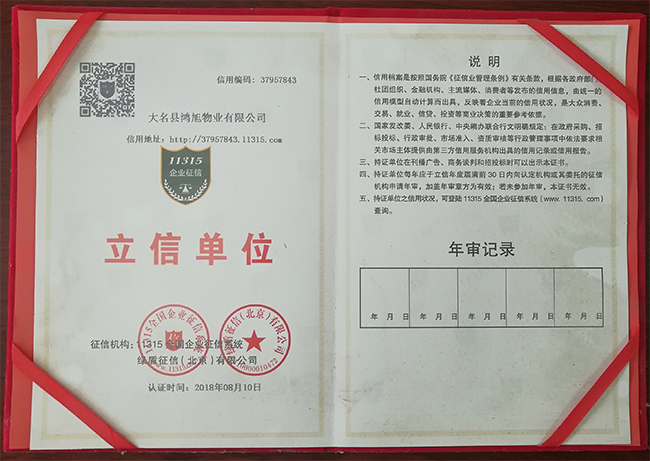 信用编码: 37957843
大名县鸿旭物业有限公司
信用地址: http://37957843.11315.com
11315
企业征信
立信单位
征信机构: 11315 全国企业征信系统
绿盾征信(北京)有限公司
认证时间: 2018年08月10日
说 明
一、信用档案是按照国务院《征信业管理条例》有关条款, 根据各政府部门、
社团组织、金融机构、主流媒体、消费者等发布的信用信息, 由统一的
信用模型自动计算而出具, 反映着企业当前的信用状况, 是大众消费、
交易、就业、信贷、投资等商业决策的重要参考依据。
二、国家发改委、人民银行、中央编办联合行文明确规定: 在政府采购、招
标投标、行政审批、市场准入、资质审核等行政管理事项中依法要求相
关市场主体提供由第三方信用服务机构出具的信用记录或信用报告。
三、持证单位在刊播广告、商务谈判和招投标时可以出示本证书。
四、持证单位每年应于立信年度届满前 30 日内向认定机构或其委托的征信
机构申请年审, 加盖年审章方为有效; 若未参加年审, 本证书无效。
五、持证单位之信用状况, 可登陆 11315 全国企业征信系统 (www. 11315. com)
查询。
年审记录
年 月 日 年 月 日 年 月 日 年 月 日 年 月 日